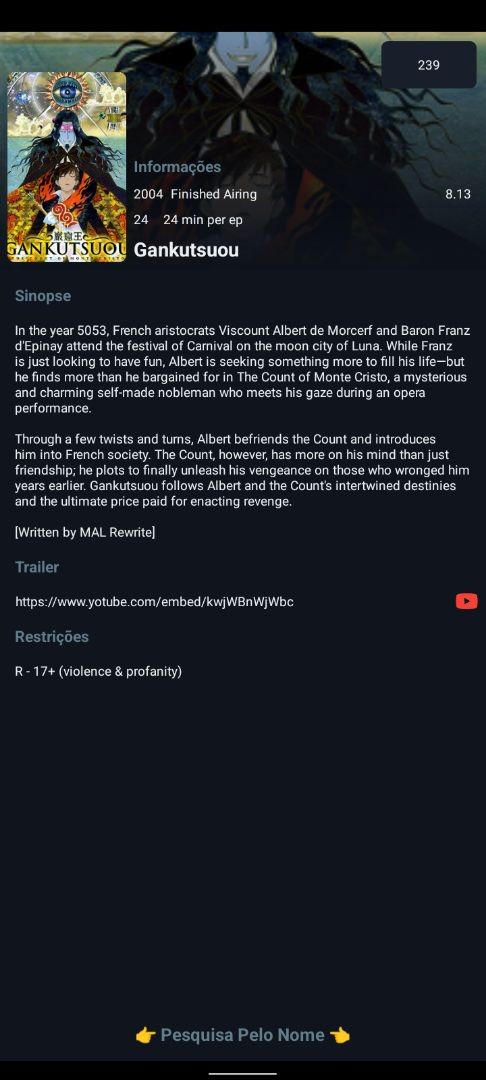 239
Informações
2004 Finished Airing 8.13
24 24 min per ep
巌窟王
GANKUTSUOU
Gankutsuou
Sinopse
In the year 5053, French aristocrats Viscount Albert de Morcerf and Baron Franz
d'Epinay attend the festival of Carnival on the moon city of Luna. While Franz
is just looking to have fun, Albert is seeking something more to fill his life—but
he finds more than he bargained for in The Count of Monte Cristo, a mysterious
and charming self-made nobleman who meets his gaze during an opera
performance.
Through a few twists and turns, Albert befriends the Count and introduces
him into French society. The Count, however, has more on his mind than just
friendship; he plots to finally unleash his vengeance on those who wronged him
years earlier. Gankutsuou follows Albert and the Count's intertwined destinies
and the ultimate price paid for enacting revenge.
[Written by MAL Rewrite]
Trailer
https://www.yotube.com/embed/kwjWBnWjWbc
Restrições
R - 17+ (violence & profanity)
👉 Pesquisa Pelo Nome 👈